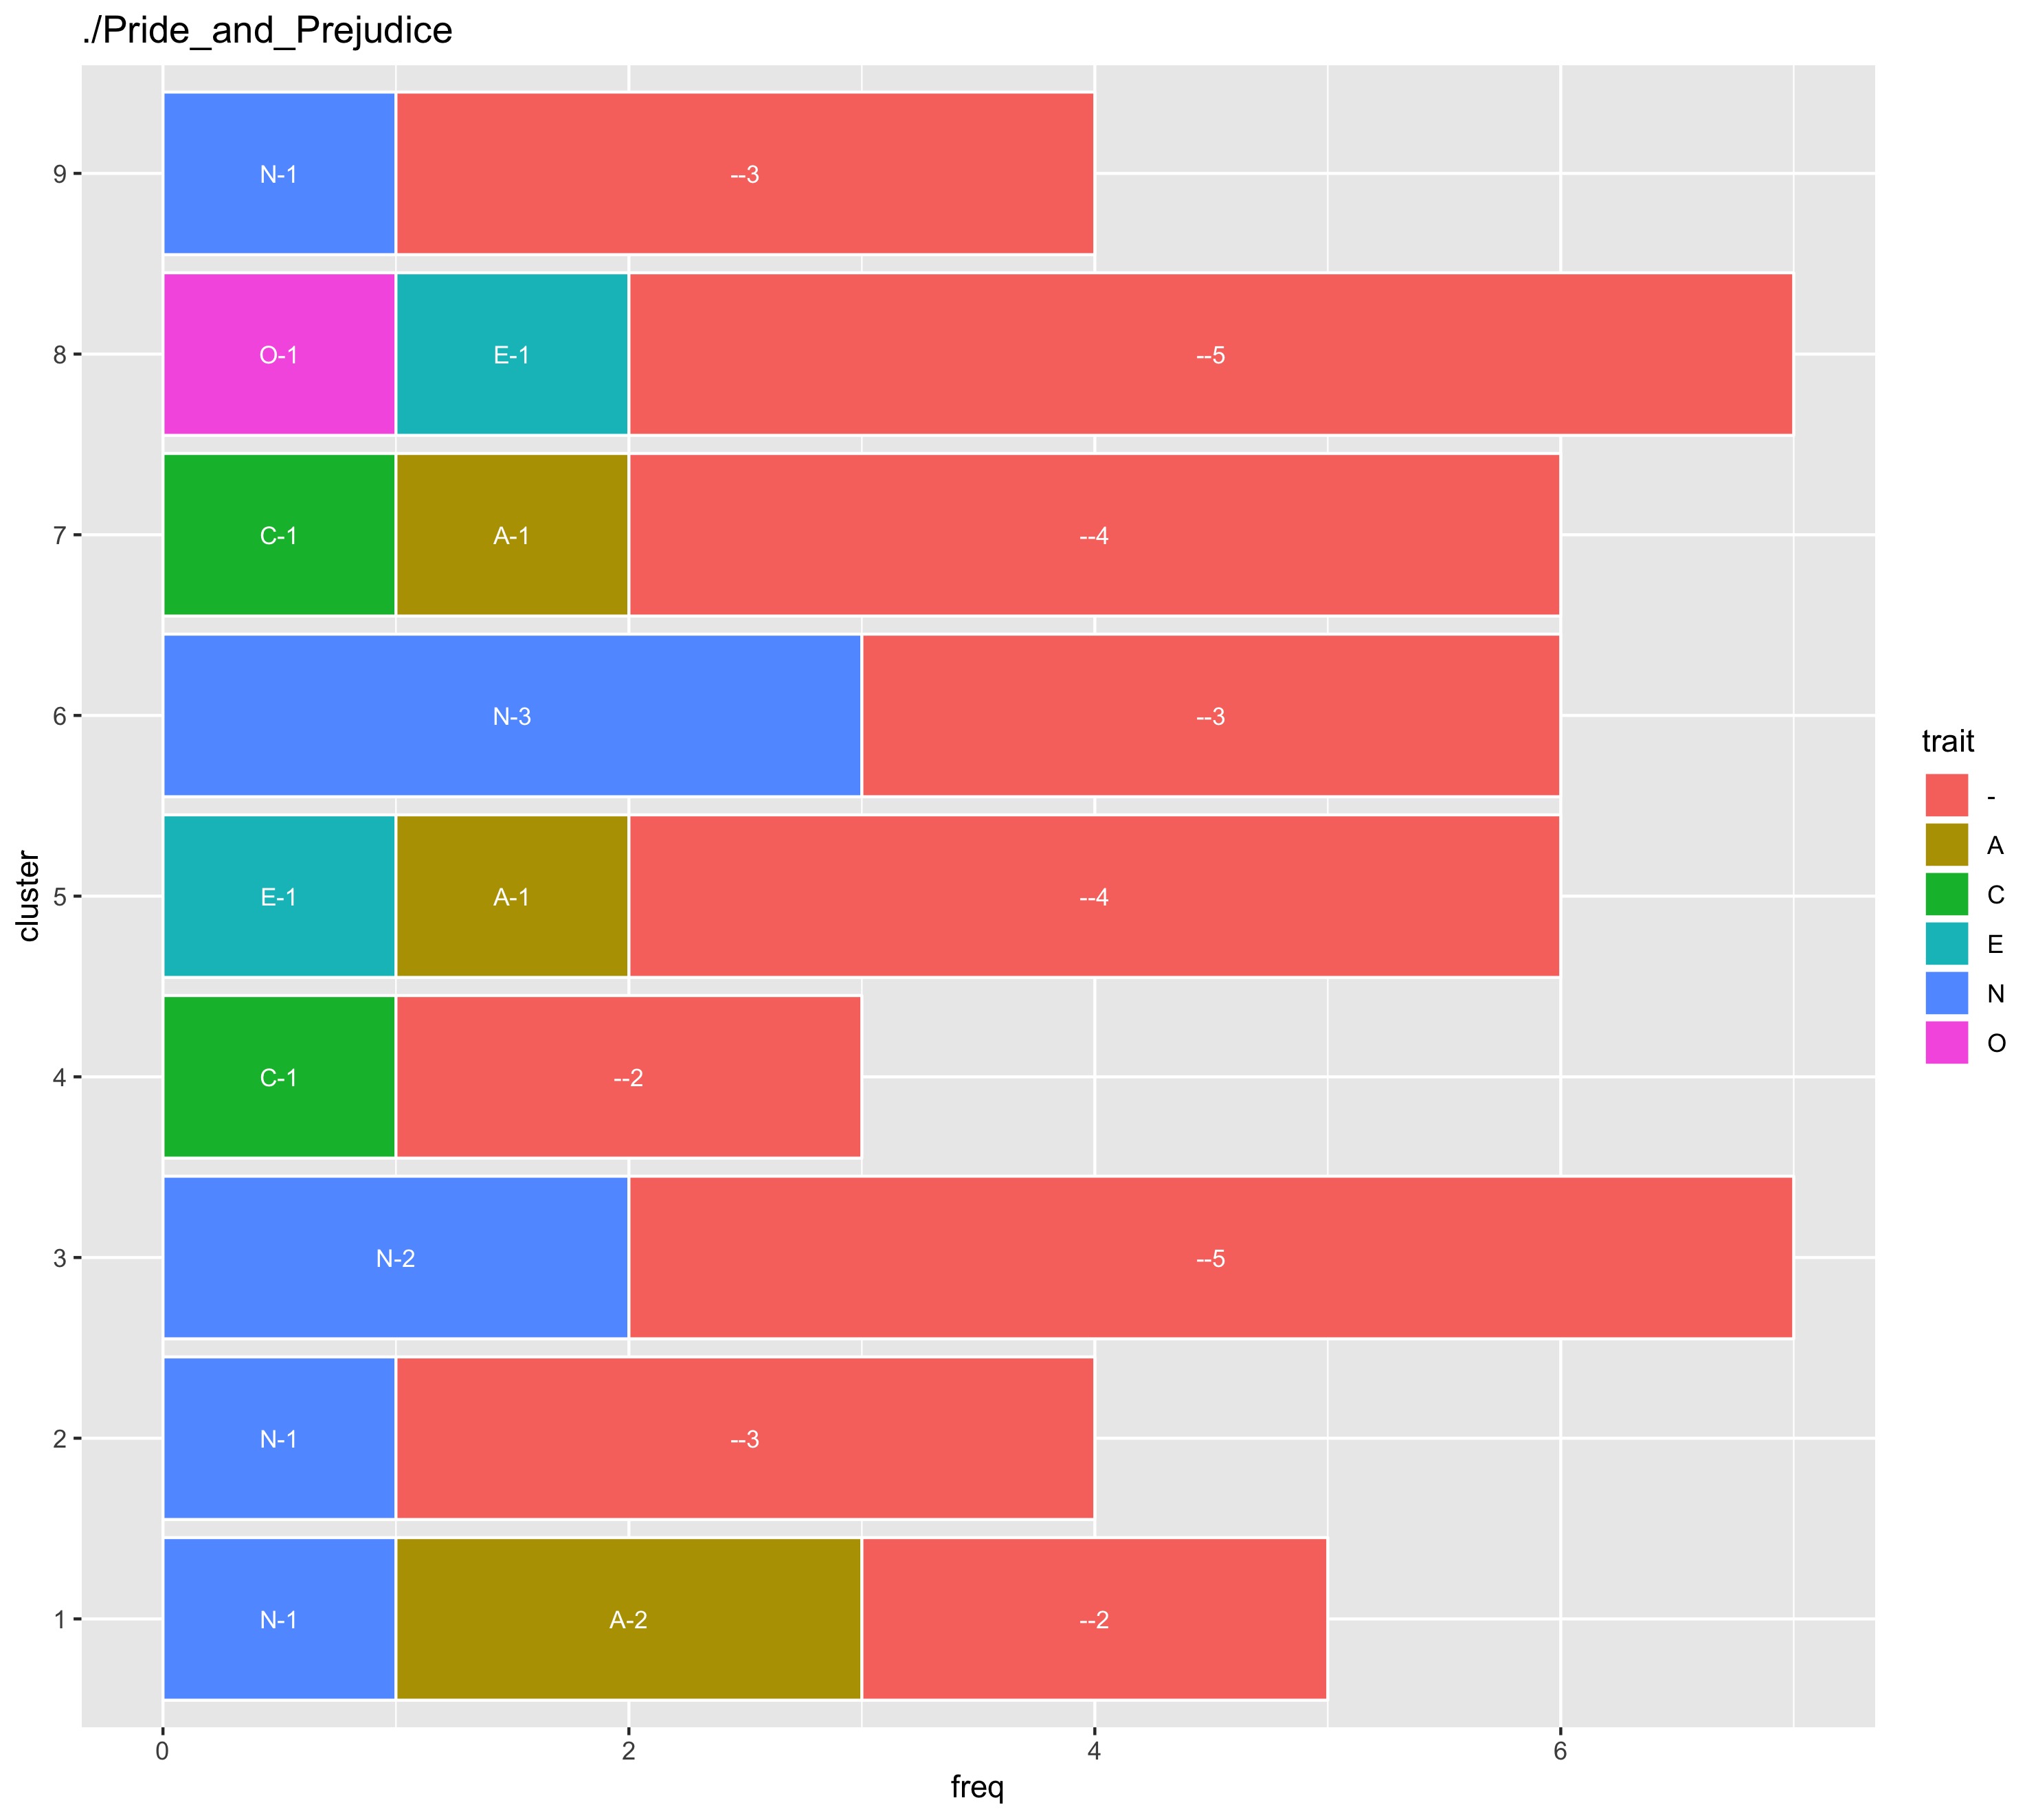 ./Pride_and_Prejudice
9
N-1
--3
8
O-1
E-1
--5
7
C-1
A-1
--4
6
N-3
--3
5
E-1
A-1
--4
4
C-1
--2
3
N-2
--5
2
N-1
--3
1
N-1
A-2
--2
0
2
4
6
freq
cluster
trait
-
A
C
E
N
O